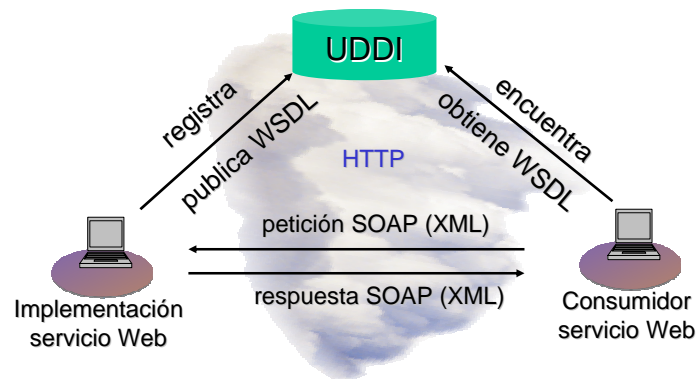 UDDI
registra
publica WSDL
encuentra
obtiene WSDL
HTTP
petición SOAP (XML)
respuesta SOAP (XML)
Implementación
servicio Web
Consumidor
servicio Web